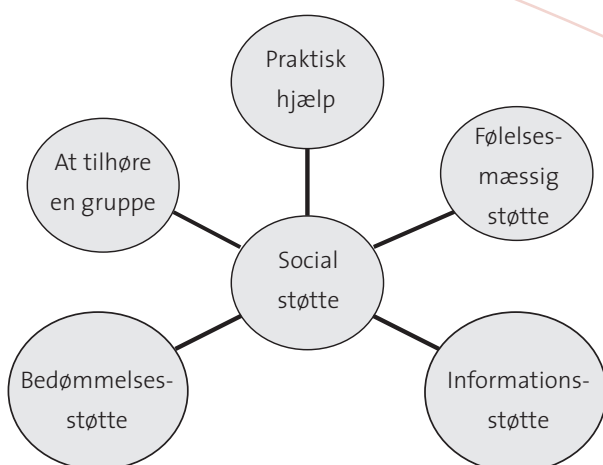 Praktisk
hjælp
At tilhøre
en gruppe
Følelses-
mæssig
støtte
Social
støtte
Bedømmelses-
støtte
Informations-
støtte